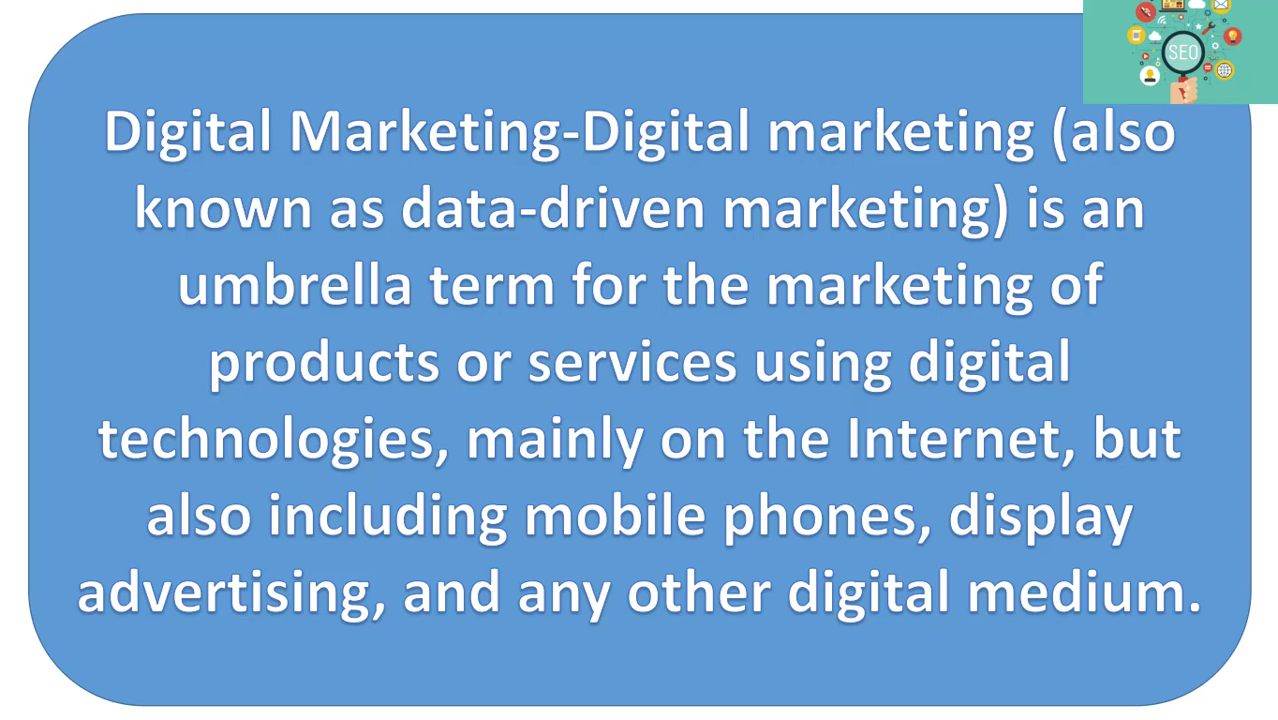 SEO
Digital Marketing-Digital marketing (also
known as data-driven marketing) is an
umbrella term for the marketing of
products or services using digital
technologies, mainly on the Internet, but
also including mobile phones, display
advertising, and any other digital medium.